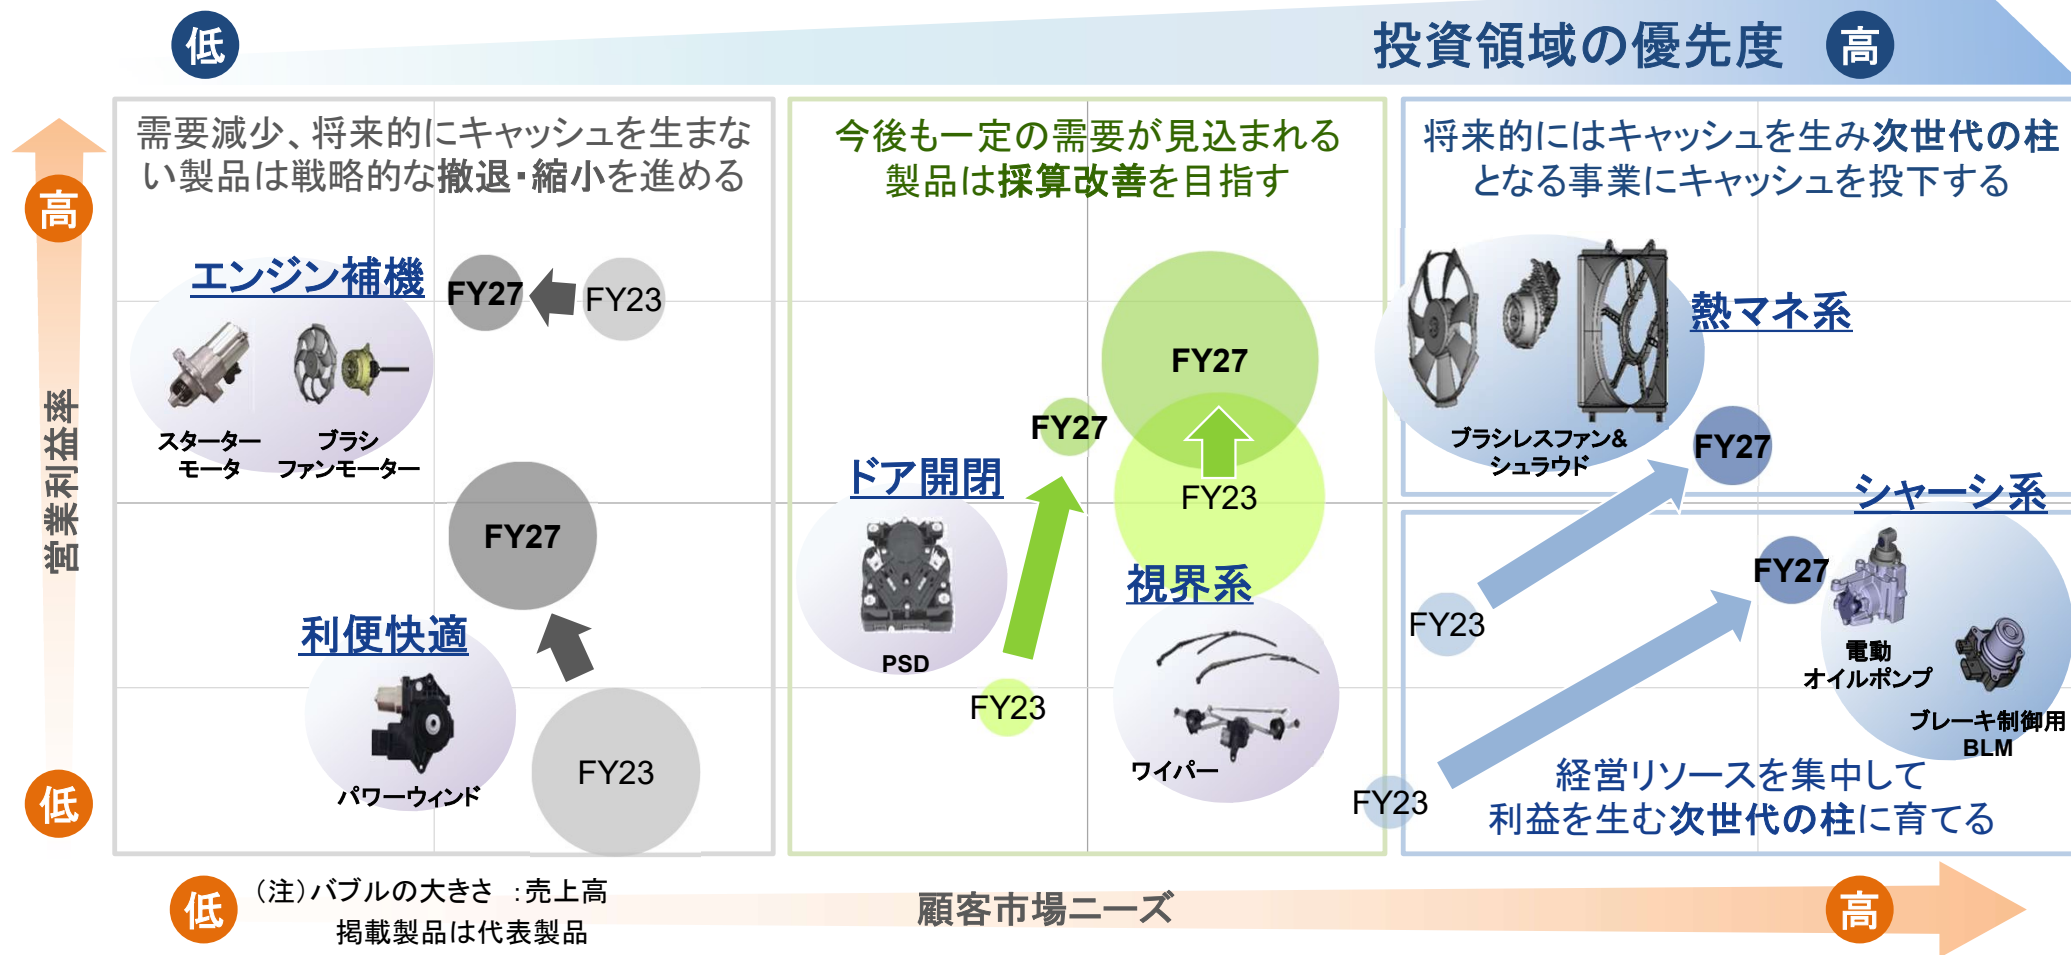 低
投資領域の優先度
高
需要減少、将来的にキャッシュを生まな
い製品は戦略的な撤退・縮小を進める
今後も一定の需要が見込まれる
製品は採算改善を目指す
将来的にはキャッシュを生み次世代の柱
となる事業にキャッシュを投下する
高
営業利益率
低
エンジン補機
スターター
モータ
ブラシ
ファンモーター
FY27
FY23
FY27
利便快適
パワーウィンド
FY23
ドア開閉
PSD
FY27
FY23
FY27
FY23
視界系
ワイパー
熱マネ系
ブラシレスファン&
シュラウド
FY27
FY23
シャーシ系
FY27
電動
オイルポンプ
ブレーキ制御用
BLM
FY23
経営リソースを集中して
利益を生む次世代の柱に育てる
低
（注）バブルの大きさ ：売上高
掲載製品は代表製品
顧客市場ニーズ
高